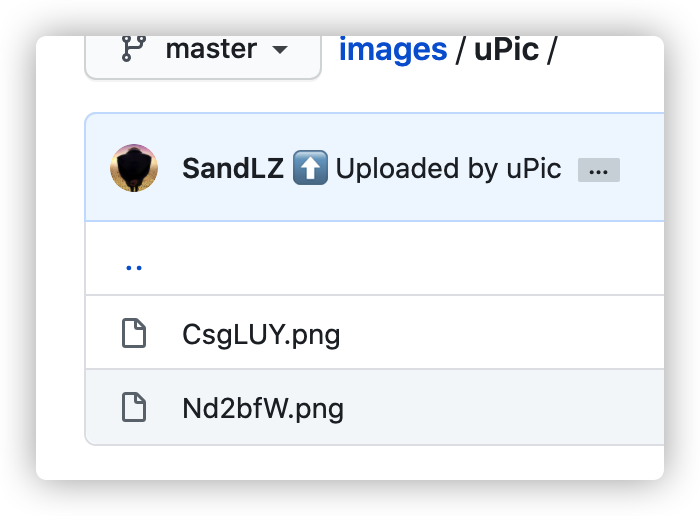 master images / uPic /
SandLZ ⬆️ Uploaded by uPic ...
..
CsgLUY.png
Nd2bfW.png